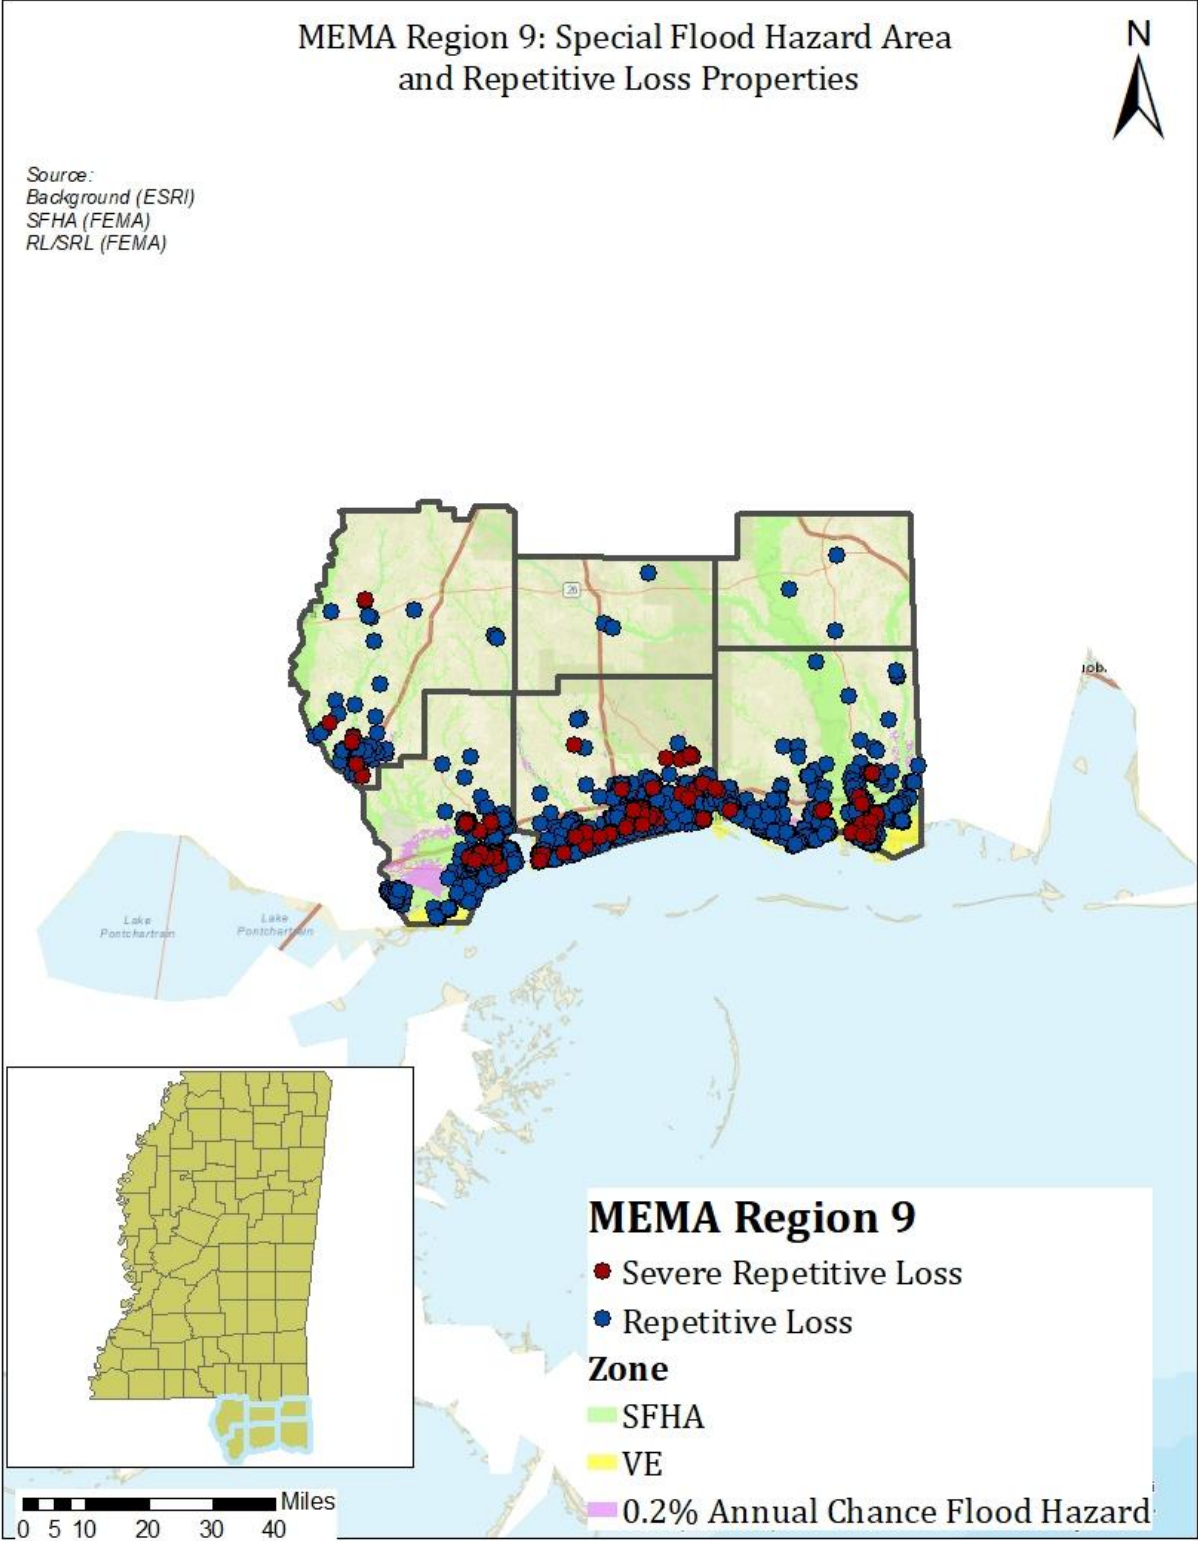 MEMA Region 9: Special Flood Hazard Area
and Repetitive Loss Properties
N
Source:
Background (ESRI)
SFHA (FEMA)
RL/SRL (FEMA)
26
Lake
Pontchartrain
Lake
Pontchartrain
MEMA Region 9
Severe Repetitive Loss
Repetitive Loss
Zone
SFHA
VE
0.2% Annual Chance Flood Hazard
Miles
0 5 10 20 30 40